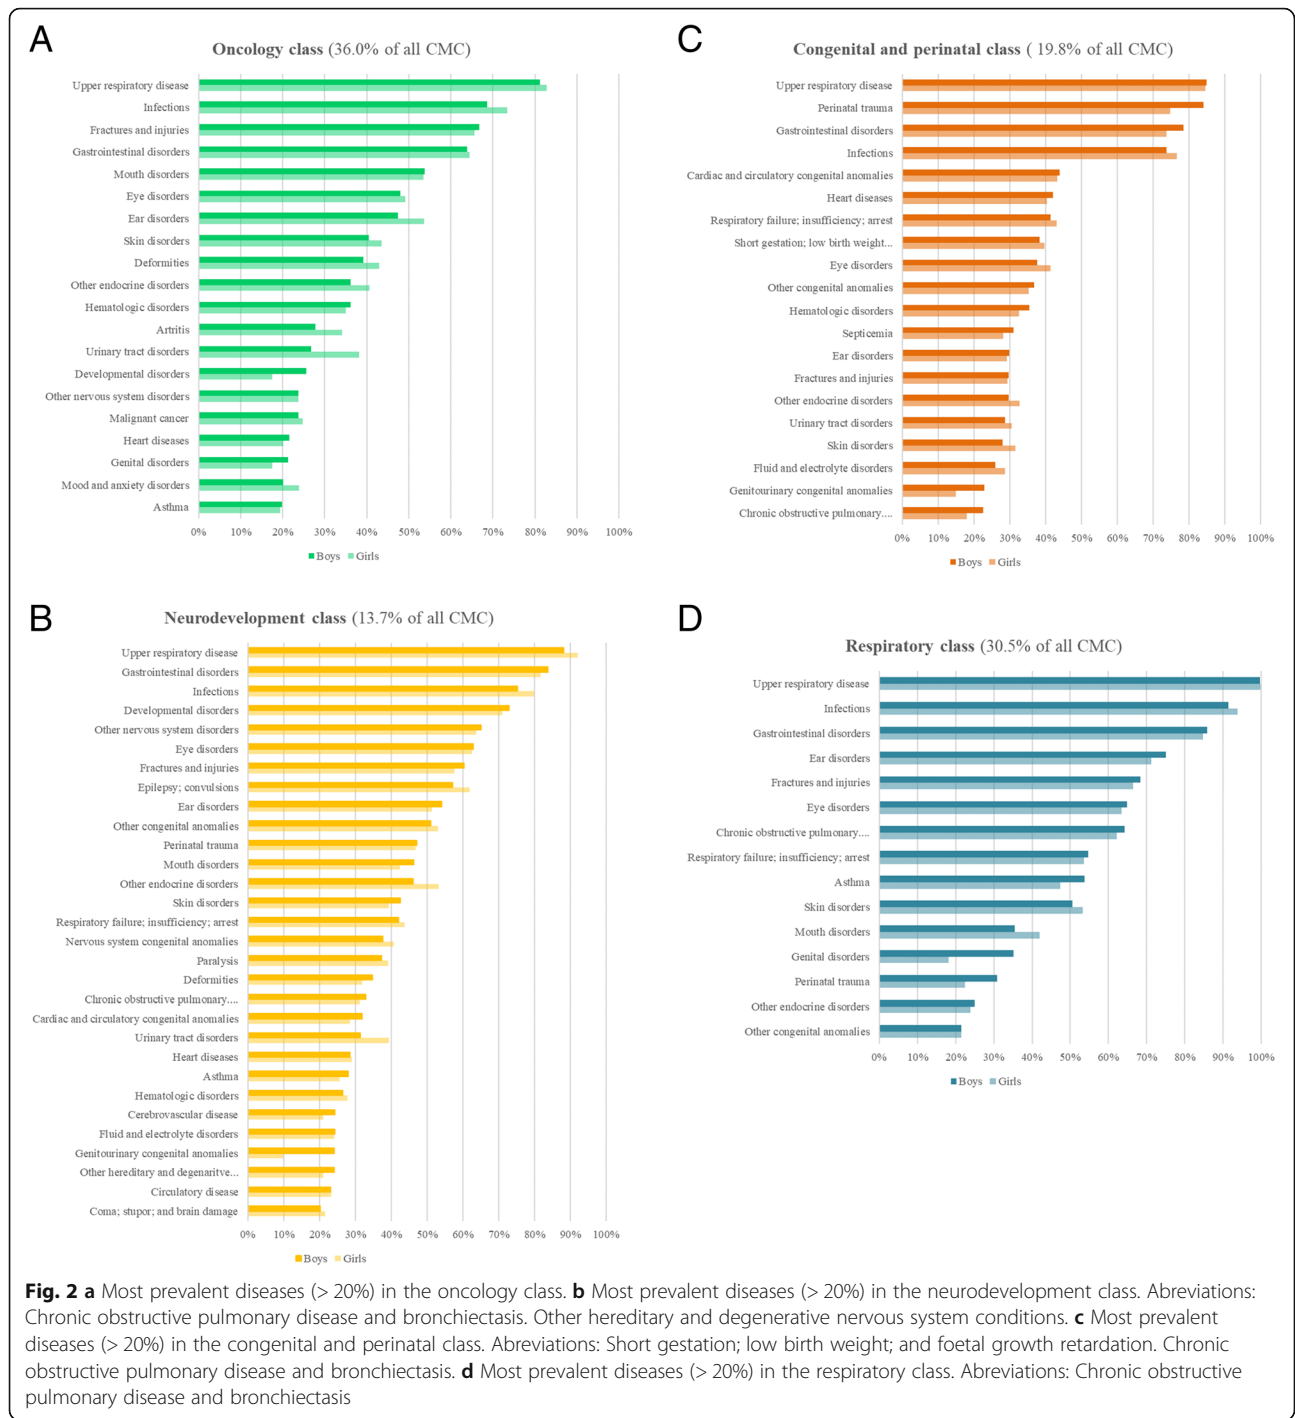 A
Oncology class (36.0% of all CMC)
Upper respiratory disease
Infections
Fractures and injuries
Gastrointestinal disorders
Mouth disorders
Eye disorders
Ear disorders
Skin disorders
Deformities
Other endocrine disorders
Hematologic disorders
Artritis
Urinary tract disorders
Developmental disorders
Other nervous system disorders
Malignant cancer
Heart diseases
Genital disorders
Mood and anxiety disorders
Asthma
0% 10% 20% 30% 40% 50% 60% 70% 80% 90% 100%
Boys Girls
C
Congenital and perinatal class ( 19.8% of all CMC)
Upper respiratory disease
Perinatal trauma
Gastrointestinal disorders
Infections
Cardiac and circulatory congenital anomalies
Heart diseases
Respiratory failure; insufficiency; arrest
Short gestation; low birth weight...
Eye disorders
Other congenital anomalies
Hematologic disorders
Septicemia
Ear disorders
Fractures and injuries
Other endocrine disorders
Urinary tract disorders
Skin disorders
Fluid and electrolyte disorders
Genitourinary congenital anomalies
Chronic obstructive pulmonary....
0% 10% 20% 30% 40% 50% 60% 70% 80% 90% 100%
Boys Girls
B
Neurodevelopment class (13.7% of all CMC)
Upper respiratory disease
Gastrointestinal disorders
Infections
Developmental disorders
Other nervous system disorders
Eye disorders
Fractures and injuries
Epilepsy; convulsions
Ear disorders
Other congenital anomalies
Perinatal trauma
Mouth disorders
Other endocrine disorders
Skin disorders
Respiratory failure; insufficiency; arrest
Nervous system congenital anomalies
Paralysis
Deformities
Chronic obstructive pulmonary....
Cardiac and circulatory congenital anomalies
Urinary tract disorders
Heart diseases
Asthma
Hematologic disorders
Cerebrovascular disease
Fluid and electrolyte disorders
Genitourinary congenital anomalies
Other hereditary and degenaritve...
Circulatory disease
Coma; stupor; and brain damage
0% 10% 20% 30% 40% 50% 60% 70% 80% 90% 100%
Boys Girls
D
Respiratory class (30.5% of all CMC)
Upper respiratory disease
Infections
Gastrointestinal disorders
Ear disorders
Fractures and injuries
Eye disorders
Chronic obstructive pulmonary....
Respiratory failure; insufficiency; arrest
Asthma
Skin disorders
Mouth disorders
Genital disorders
Perinatal trauma
Other endocrine disorders
Other congenital anomalies
0% 10% 20% 30% 40% 50% 60% 70% 80% 90% 100%
Boys Girls
Fig. 2 a Most prevalent diseases (> 20%) in the oncology class. b Most prevalent diseases (> 20%) in the neurodevelopment class. Abreviations:
Chronic obstructive pulmonary disease and bronchiectasis. Other hereditary and degenerative nervous system conditions. c Most prevalent
diseases (> 20%) in the congenital and perinatal class. Abreviations: Short gestation; low birth weight; and foetal growth retardation. Chronic
obstructive pulmonary disease and bronchiectasis. d Most prevalent diseases (> 20%) in the respiratory class. Abreviations: Chronic obstructive
pulmonary disease and bronchiectasis